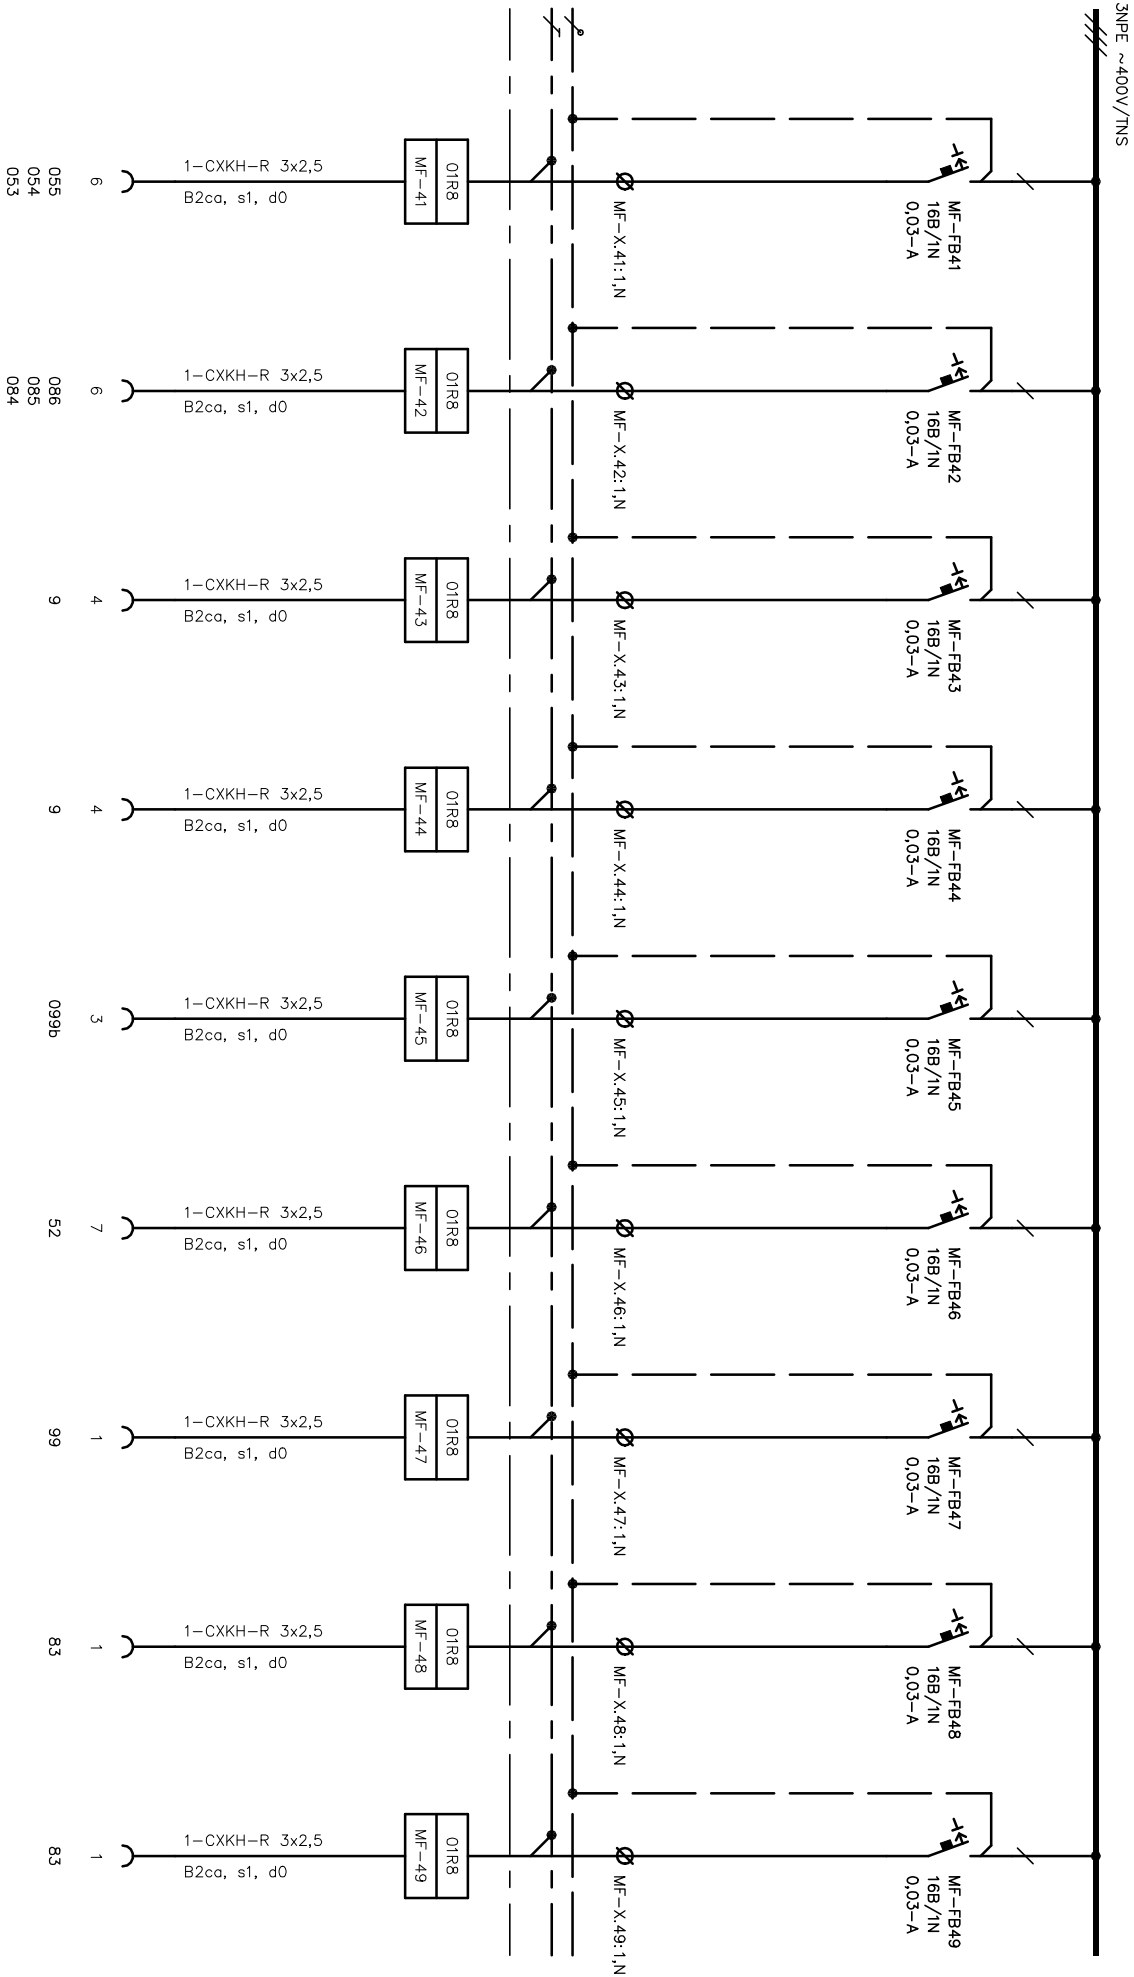 3NPE ~400V/TNS
MF-FB41
16B/1N
0,03-A
MF-X.41:1,N
01R8
MF-41
1-CXKH-R 3x2,5
B2ca, s1, d0
6
055
054
053
MF-FB42
16B/1N
0,03-A
MF-X.42:1,N
01R8
MF-42
1-CXKH-R 3x2,5
B2ca, s1, d0
6
086
085
084
MF-FB43
16B/1N
0,03-A
MF-X.43:1,N
01R8
MF-43
1-CXKH-R 3x2,5
B2ca, s1, d0
4
9
MF-FB44
16B/1N
0,03-A
MF-X.44:1,N
01R8
MF-44
1-CXKH-R 3x2,5
B2ca, s1, d0
4
9
MF-FB45
16B/1N
0,03-A
MF-X.45:1,N
01R8
MF-45
1-CXKH-R 3x2,5
B2ca, s1, d0
3
099b
MF-FB46
16B/1N
0,03-A
MF-X.46:1,N
01R8
MF-46
1-CXKH-R 3x2,5
B2ca, s1, d0
7
52
MF-FB47
16B/1N
0,03-A
MF-X.47:1,N
01R8
MF-47
1-CXKH-R 3x2,5
B2ca, s1, d0
1
99
MF-FB48
16B/1N
0,03-A
MF-X.48:1,N
01R8
MF-48
1-CXKH-R 3x2,5
B2ca, s1, d0
1
83
MF-FB49
16B/1N
0,03-A
MF-X.49:1,N
01R8
MF-49
1-CXKH-R 3x2,5
B2ca, s1, d0
1
83